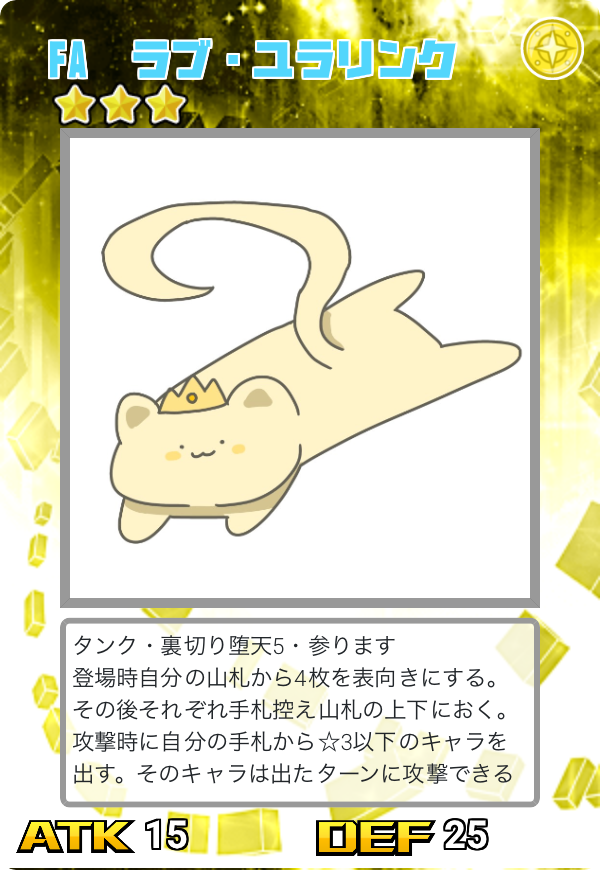 FA ラブ・ユラリンク
タンク・裏切り堕天5・参ります
登場時自分の山札から4枚を表向きにする。
その後それぞれ手札控え山札の上下におく。
攻撃時に自分の手札から☆3以下のキャラを
出す。そのキャラは出たターンに攻撃できる
ATK 15 DEF 25